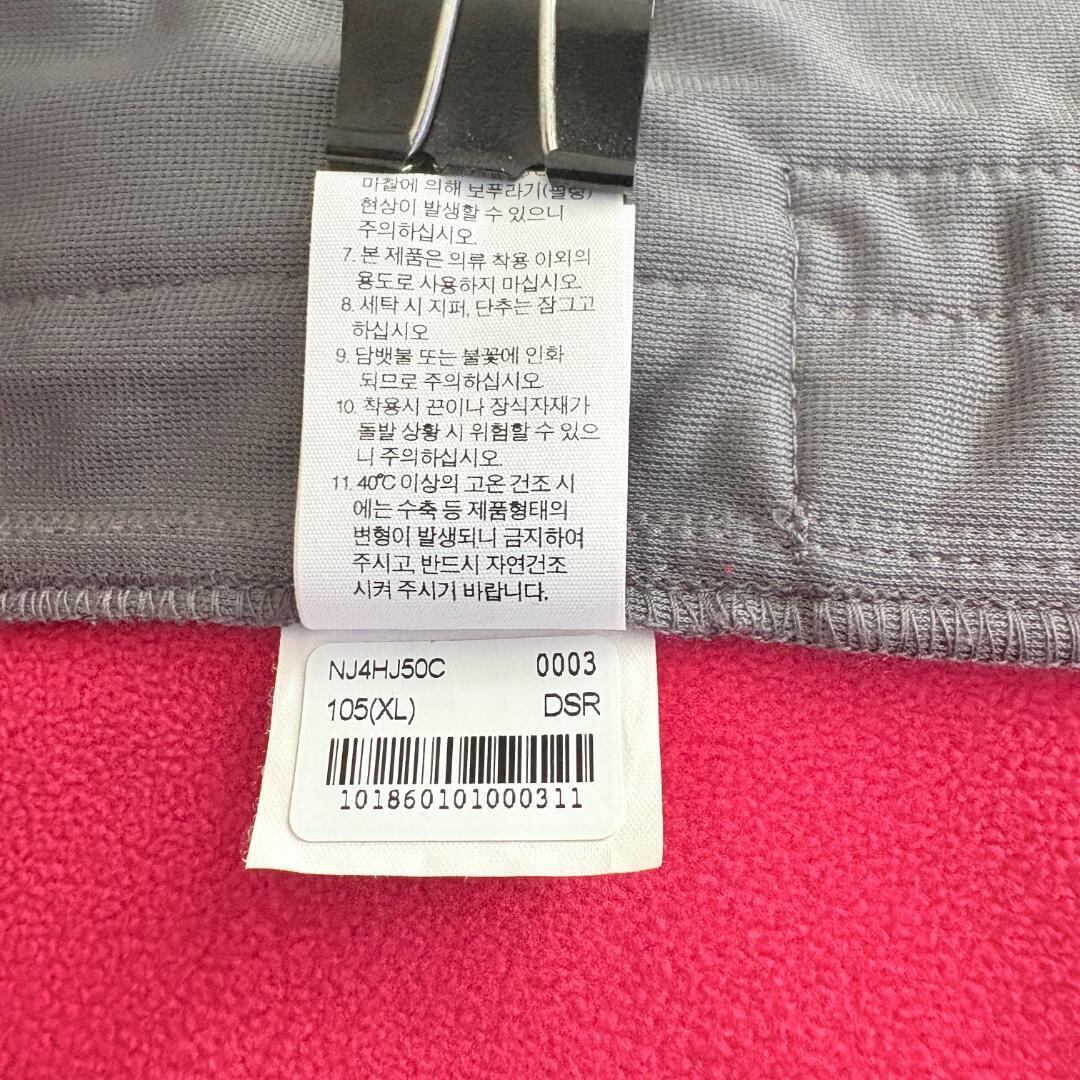 마찰에 의해 보푸라기(필링)
현상이 발생할 수 있으니
주의하십시오.
7. 본 제품은 의류 착용 이외의
용도로 사용하지 마십시오.
8. 세탁 시 지퍼, 단추는 잠그고
하십시오
9. 담뱃불 또는 불꽃에 인화
되므로 주의하십시오.
10. 착용시 끈이나 장식자재가
돌발 상황 시 위험할 수 있으
니 주의하십시오.
11. 40℃ 이상의 고온 건조 시
에는 수축 등 제품형태의
변형이 발생되니 금지하여
주시고, 반드시 자연건조
시켜 주시기 바랍니다.
NJ4HJ50C 0003
105(XL) DSR
101860101000311